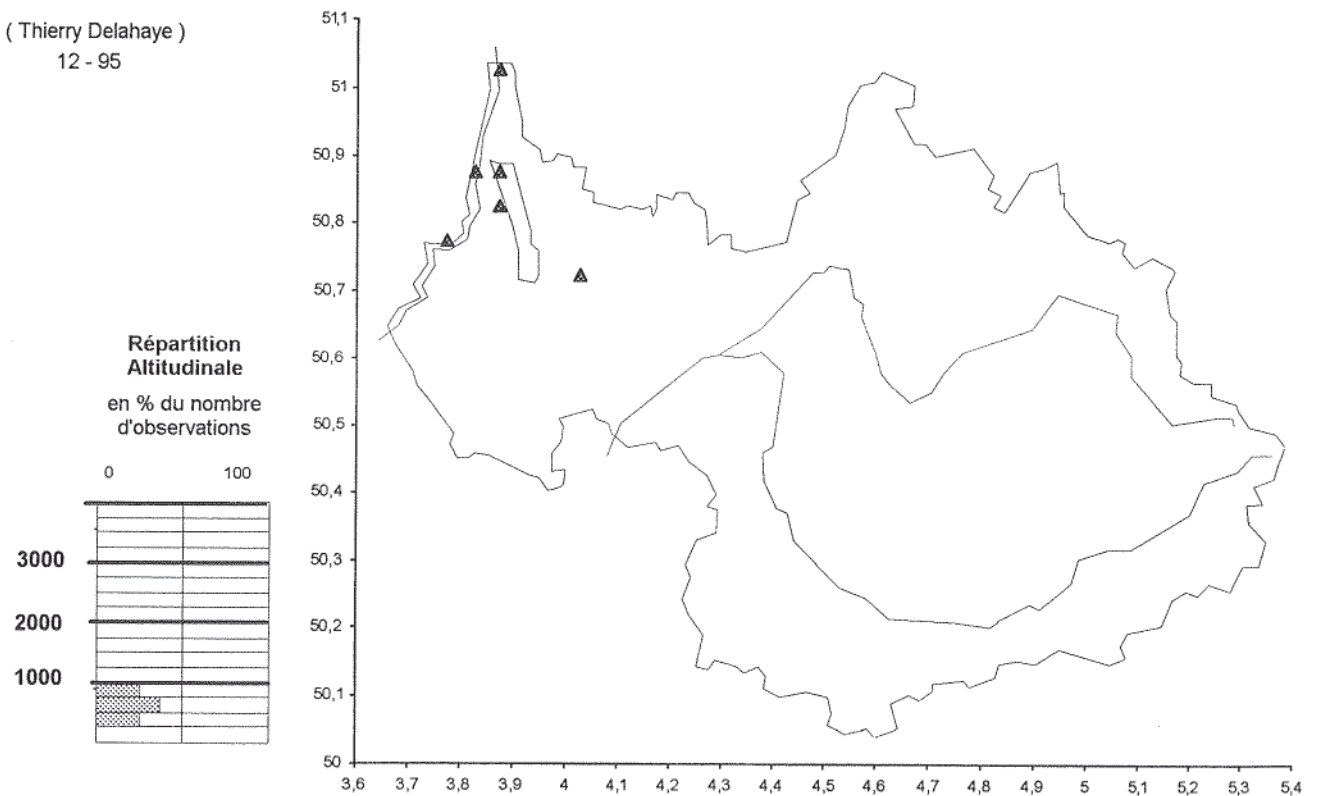 ( Thierry Delahaye )
12 - 95
Répartition
Altitudinale
en % du nombre
d'observations
0 100
3000
2000
1000
51,1
51
50,9
50,8
50,7
50,6
50,5
50,4
50,3
50,2
50,1
50
3,6 3,7 3,8 3,9 4 4,1 4,2 4,3 4,4 4,5 4,6 4,7 4,8 4,9 5 5,1 5,2 5,3 5,4